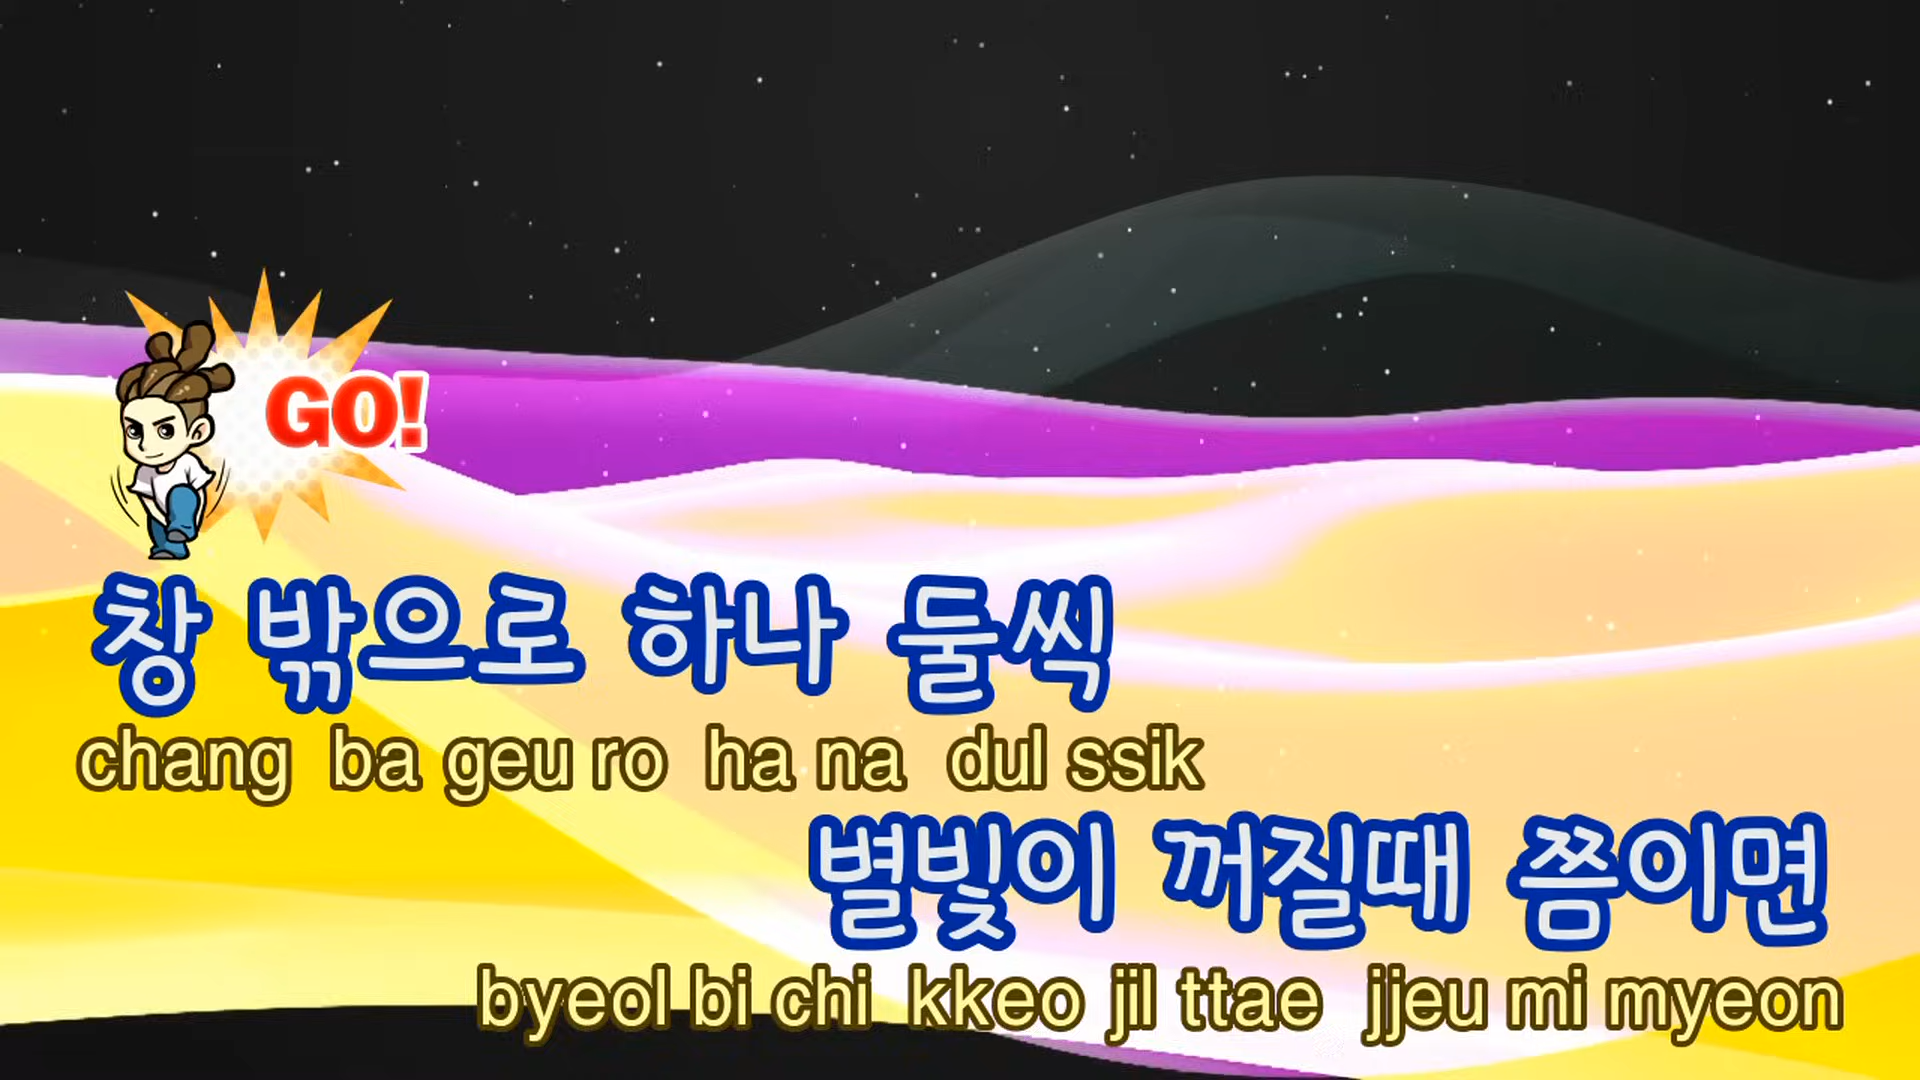 GO!
창 밖으로 하나 둘씩
chang ba geu ro ha na dul ssik
별빛이 꺼질때 쯤이면
byeol bi chi kkeo jil ttae jjeu mi myeon